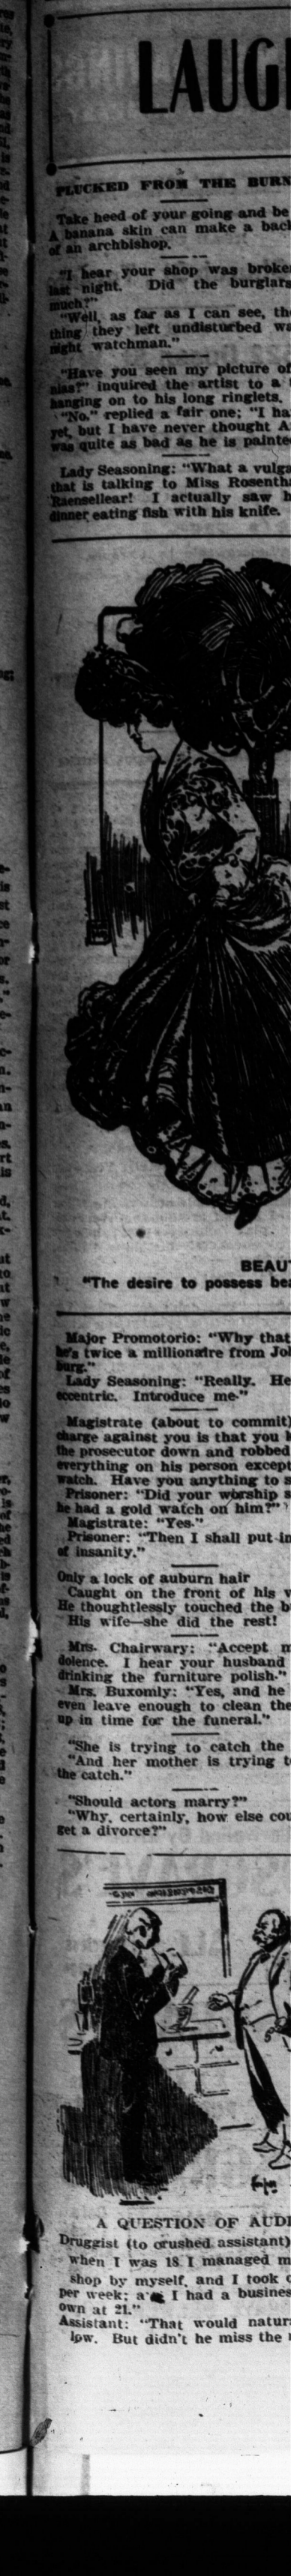 LAUG
PLUCKED FROM THE BURN
Take heed of your going and be
A banana skin can make a bac
of an archbishop.
"I hear your shop was broke
last night. Did the burglars
much?"
"Well, as far as I can see, th
thing they left undisturbed wa
night watchman."
"Have you seen my picture of
inquired the artist to a
hanging on to his long ringlets.
"No." replied a fair one; "I ha
yet, but I have never thought A
was quite as bad as he is painte
Lady Seasoning: "What a vulga
that is talking to Miss Rosenth
Raensellear! I actually saw h
dinner eating fish with his knife.
BEAU
"The desire to possess bea
Major Promotorio: "Why that
he's twice a millionaire from Jo
burg."
Lady Seasoning: "Really. He
eccentric. Introduce me."
Magistrate (about to commit)
charge against you is that you
the prosecutor down and robbed
everything on his person except
watch. Have you anything to s
Prisoner: "Did your worship s
he had a gold watch on him?"
Magistrate: "Yes."
Prisoner: "Then I shall put in
of insanity."
Only a lock of auburn hair
Caught on the front of his v
He thoughtlessly touched the b
His wife—she did the rest!
Mrs. Chairwary: "Accept m
dolence. I hear your husband
drinking the furniture polish."
Mrs. Buxomly: "Yes, and he
even leave enough to clean the
up in time for the funeral."
"She is trying to catch the
"And her mother is trying t
the catch."
"Should actors marry?"
"Why, certainly, how else cou
get a divorce?"
A QUESTION OF AUDI
Druggist (to crushed assistant)
when I was 18 I managed m
shop by myself, and I took
per week; I had a busines
own at 21."
Assistant: "That would natur
low. But didn't he miss the